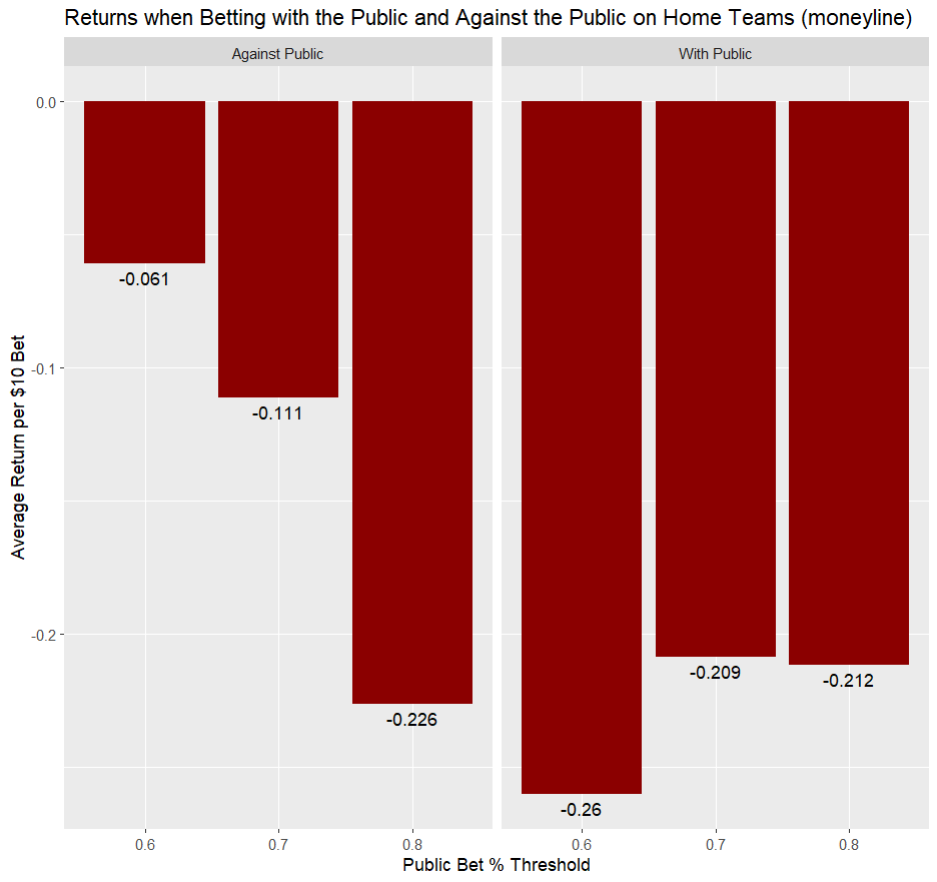 Returns when Betting with the Public and Against the Public on Home Teams (moneyline)
Against Public
With Public
0.0
-0.1
-0.2
Average Return per $10 Bet
-0.061
-0.111
-0.226
-0.26
-0.209
-0.212
0.6 0.7 0.8
0.6 0.7 0.8
Public Bet % Threshold